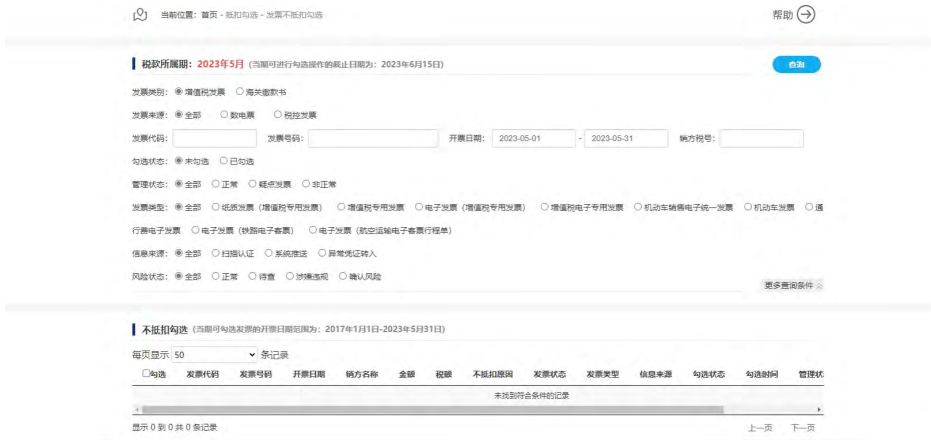 当前位置：首页 - 抵扣勾选 - 发票不抵扣勾选
帮助
税款所属期：2023年5月（当期可进行勾选操作的截止日期为：2023年6月15日）
查询
发票类别： 增值税发票 海关缴款书
发票来源： 全部 数电票 税控发票
发票代码： 发票号码： 开票日期： 2023-05-01 - 2023-05-31 销方税号：
勾选状态： 未勾选 已勾选
管理状态： 全部 正常 疑点发票 非正常
发票类型： 全部 纸质发票（增值税专用发票） 增值税专用发票 电子发票（增值税专用发票） 增值税电子专用发票 机动车销售电子统一发票 机动车发票 通
行费电子发票 电子发票（铁路电子客票） 电子发票（航空运输电子客票行程单）
信息来源： 全部 扫描认证 系统推送 异常凭证转入
风险状态： 全部 正常 待查 涉嫌违规 确认风险
更多查询条件
不抵扣勾选（当期可勾选发票的开票日期范围为：2017年1月1日-2023年5月31日）
每页显示 50 条记录
勾选 发票代码 发票号码 开票日期 销方名称 金额 税额 不抵扣原因 发票状态 发票类型 信息来源 勾选状态 勾选时间 管理状
未找到符合条件的记录
显示 0 到 0 共 0 条记录
上一页 下一页